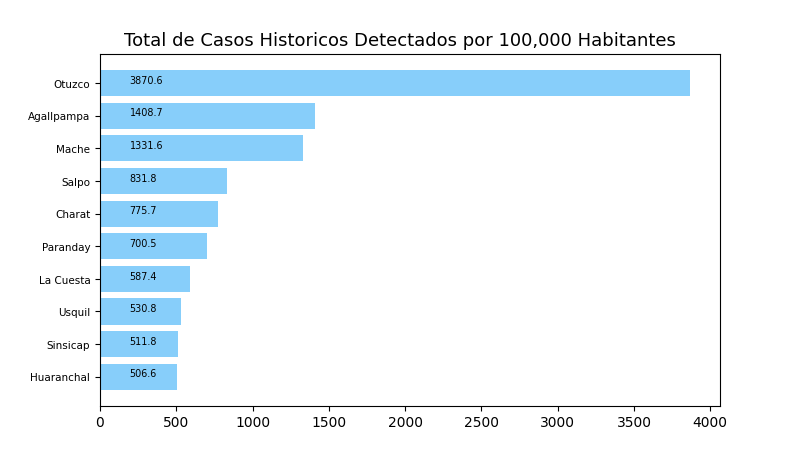 Total de Casos Historicos Detectados por 100,000 Habitantes
Otuzco 3870.6
Agallpampa 1408.7
Mache 1331.6
Salpo 831.8
Charat 775.7
Paranday 700.5
La Cuesta 587.4
Usquil 530.8
Sinsicap 511.8
Huaranchal 506.6
0 500 1000 1500 2000 2500 3000 3500 4000